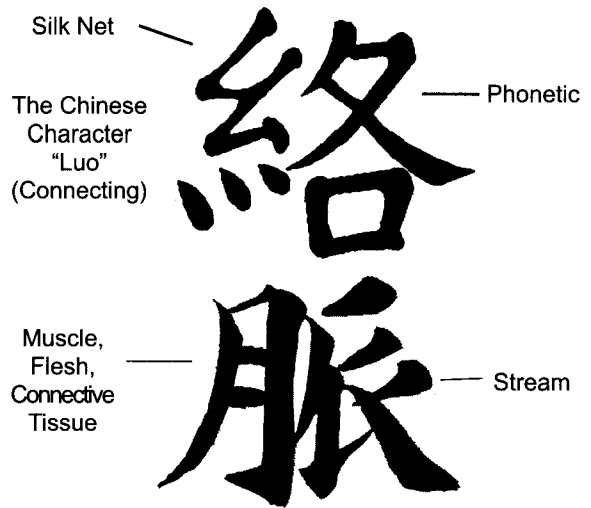 Silk Net
The Chinese
Character
“Luo”
(Connecting)
Phonetic
絡
Muscle,
Flesh,
Connective
Tissue
Stream
脈